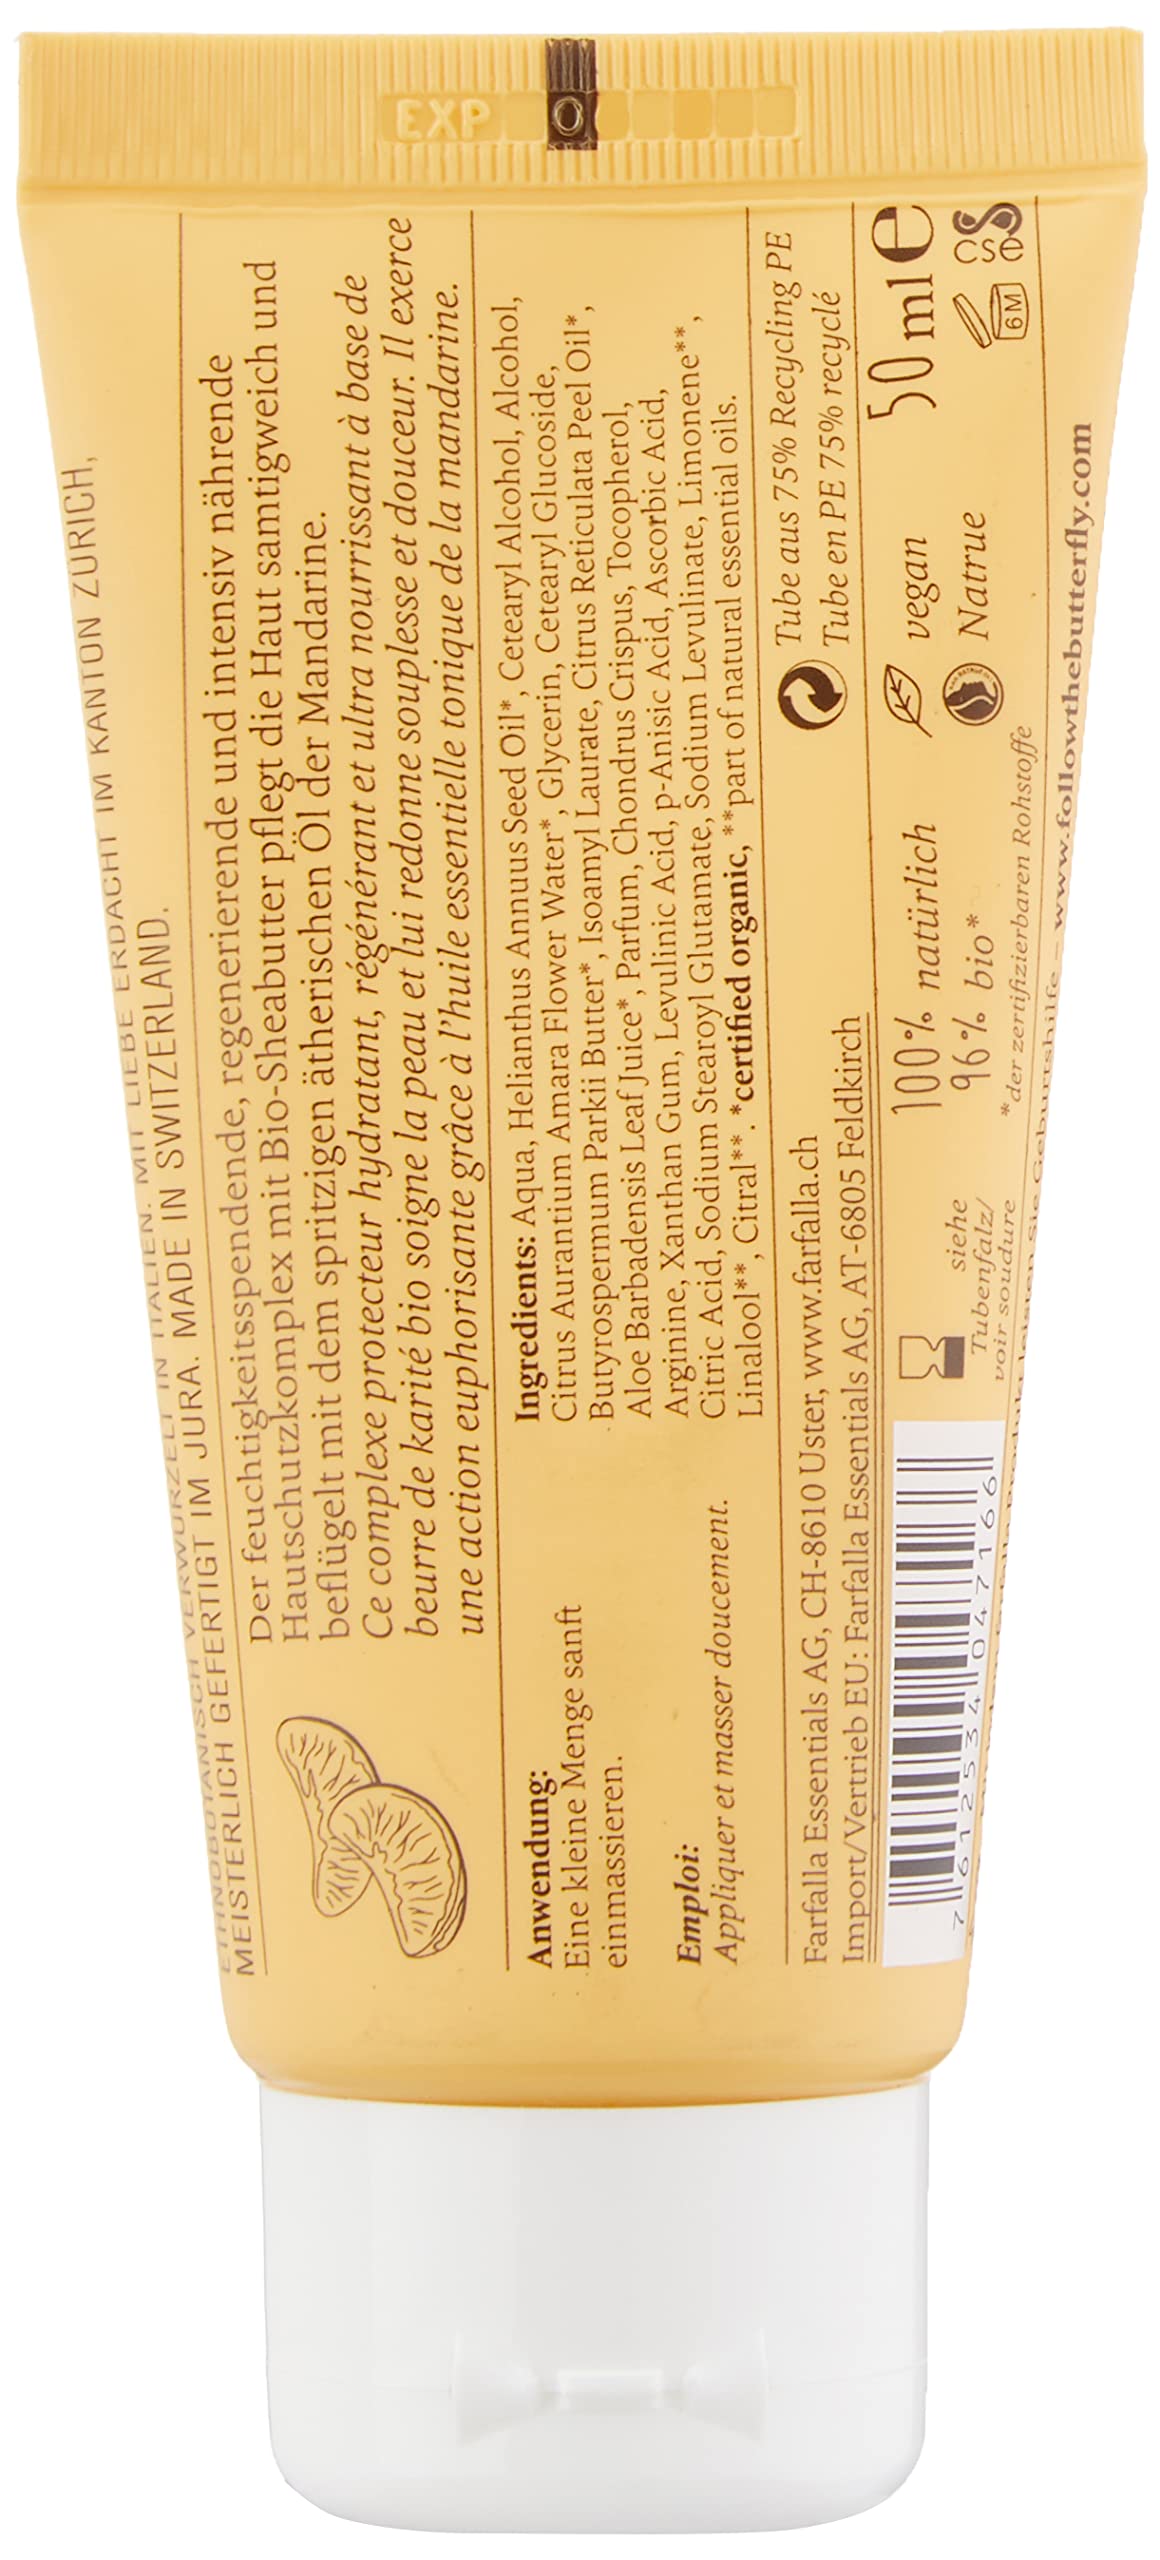 EXP
ETHNOBOTANISCH VERWURZELT IN ITALIEN. MIT LIEBE ERDACHT IM KANTON ZÜRICH,
MEISTERLICH GEFERTIGT IM JURA. MADE IN SWITZERLAND.
Der feuchtigkeitsspendende, regenerierende und intensiv nährende
Hautschutzkomplex mit Bio-Sheabutter pflegt die Haut samtigweich und
beflügelt mit dem spritzigen ätherischen Öl der Mandarine.
Ce complexe protecteur hydratant, régénérant et ultra nourrissant à base de
beurre de karité bio soigne la peau et lui redonne souplesse et douceur. Il exerce
une action euphorisante grâce à l'huile essentielle tonique de la mandarine.
Anwendung:
Eine kleine Menge sanft
einmassieren.
Emploi:
Appliquer et masser doucement.
Ingredients: Aqua, Helianthus Annuus Seed Oil*, Cetearyl Alcohol, Alcohol,
Citrus Aurantium Amara Flower Water*, Glycerin, Cetearyl Glucoside,
Butyrospermum Parkii Butter*, Isoamyl Laurate, Citrus Reticulata Peel Oil*,
Aloe Barbadensis Leaf Juice*, Parfum, Chondrus Crispus, Tocopherol,
Arginine, Xanthan Gum, Levulinic Acid, p-Anisic Acid, Ascorbic Acid,
Citric Acid, Sodium Stearoyl Glutamate, Sodium Levulinate, Limonene**,
Linalool**, Citral**. *certified organic, **part of natural essential oils.
Farfalla Essentials AG, CH-8610 Uster, www.farfalla.ch
Import/Vertrieb EU: Farfalla Essentials AG, AT-6805 Feldkirch
Tube aus 75% Recycling PE
Tube en PE 75% recyclé
7 612534 047166
siehe
Tubenfalz/
voir soudure
100% natürlich
96% bio*
*der zertifizierbaren Rohstoffe
vegan
Natrue
50 ml e
6M
CSE
Produkt leisten Sie Geburtshilfe – www.followthebutterfly.com